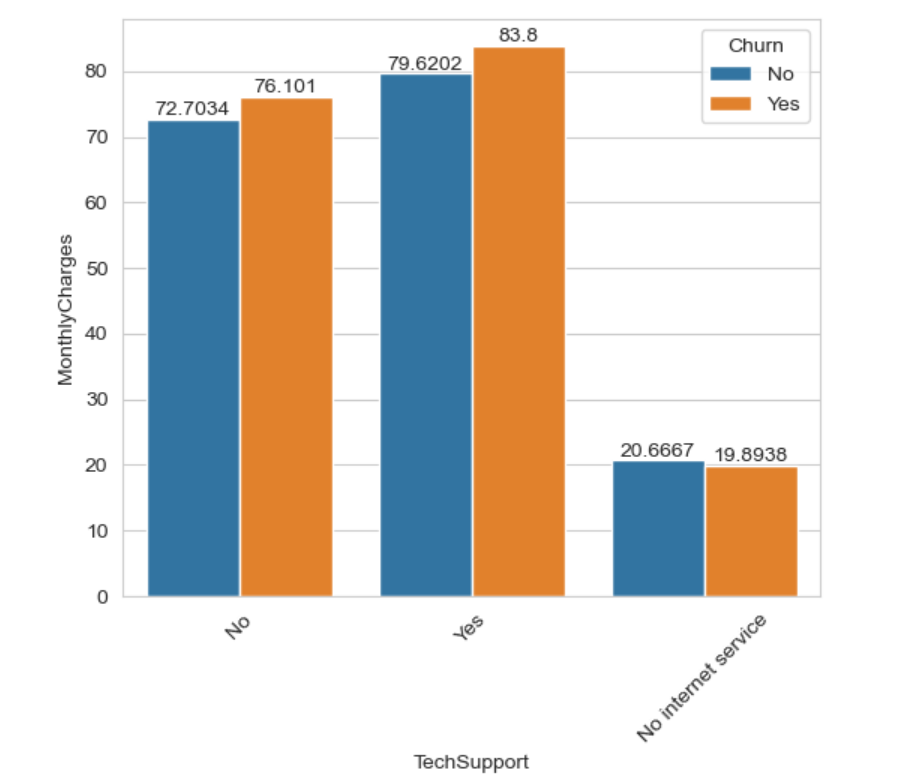 83.8
Churn
No
Yes
79.6202
76.101
72.7034
20.6667
19.8938
80
70
60
50
40
30
20
10
0
MonthlyCharges
No
Yes
No internet service
TechSupport